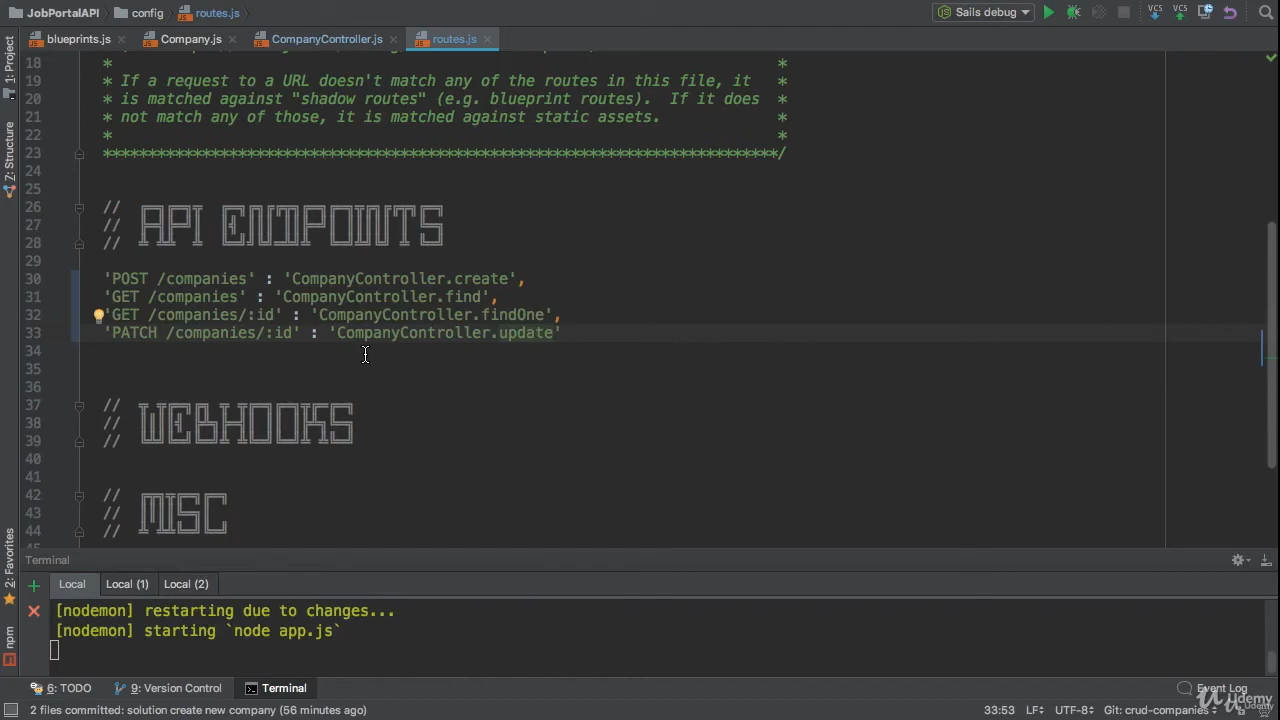 JobPortalAPI config routes.js Sails debug VCS VCS
blueprints.js Company.js CompanyController.js routes.js
1: Project
Z: Structure
2: Favorites
npm
18 * *
19 * If a request to a URL doesn't match any of the routes in this file, it *
20 * is matched against "shadow routes" (e.g. blueprint routes). If it does *
21 * not match any of those, it is matched against static assets. *
22 * *
23 ***************************************************************************/
24
25
26 //
27 // API ENDPOINTS
28 //
29
30 'POST /companies' : 'CompanyController.create',
31 'GET /companies' : 'CompanyController.find',
32 'GET /companies/:id' : 'CompanyController.findOne',
33 'PATCH /companies/:id' : 'CompanyController.update'
34
35
36
37 //
38 // WEBHOOKS
39 //
40
41
42 //
43 // MISC
44 //
Terminal
Local Local (1) Local (2)
[nodemon] restarting due to changes...
[nodemon] starting `node app.js`
6: TODO 9: Version Control Terminal Event Log
2 files committed: solution create new company (56 minutes ago) 33:53 LF UTF-8 Git: crud-companies
Udemy